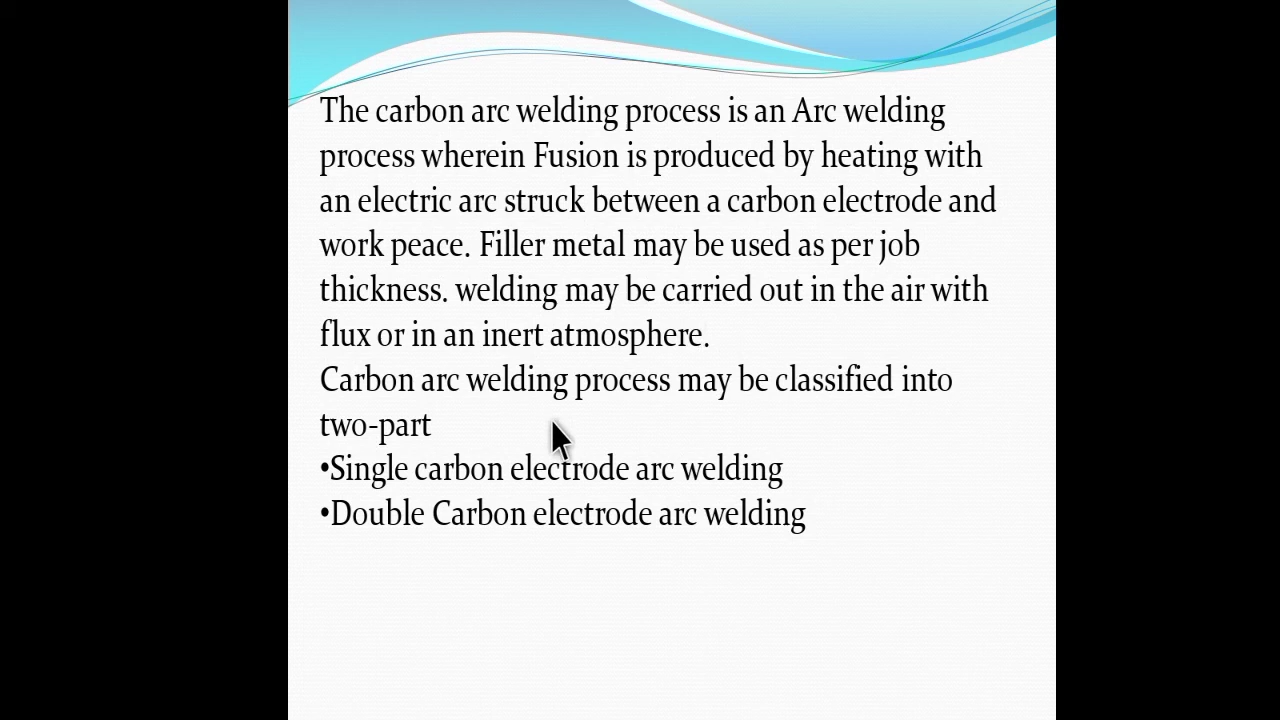 The carbon arc welding process is an Arc welding
process wherein Fusion is produced by heating with
an electric arc struck between a carbon electrode and
work peace. Filler metal may be used as per job
thickness. welding may be carried out in the air with
flux or in an inert atmosphere.
Carbon arc welding process may be classified into
two-part
•Single carbon electrode arc welding
•Double Carbon electrode arc welding